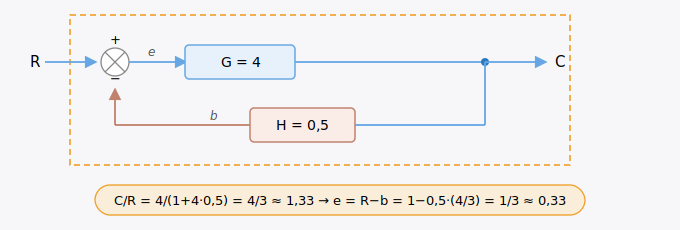 +
R
e
G = 4
C
−
b
H = 0,5
C/R = 4/(1+4·0,5) = 4/3 ≈ 1,33 → e = R−b = 1−0,5·(4/3) = 1/3 ≈ 0,33